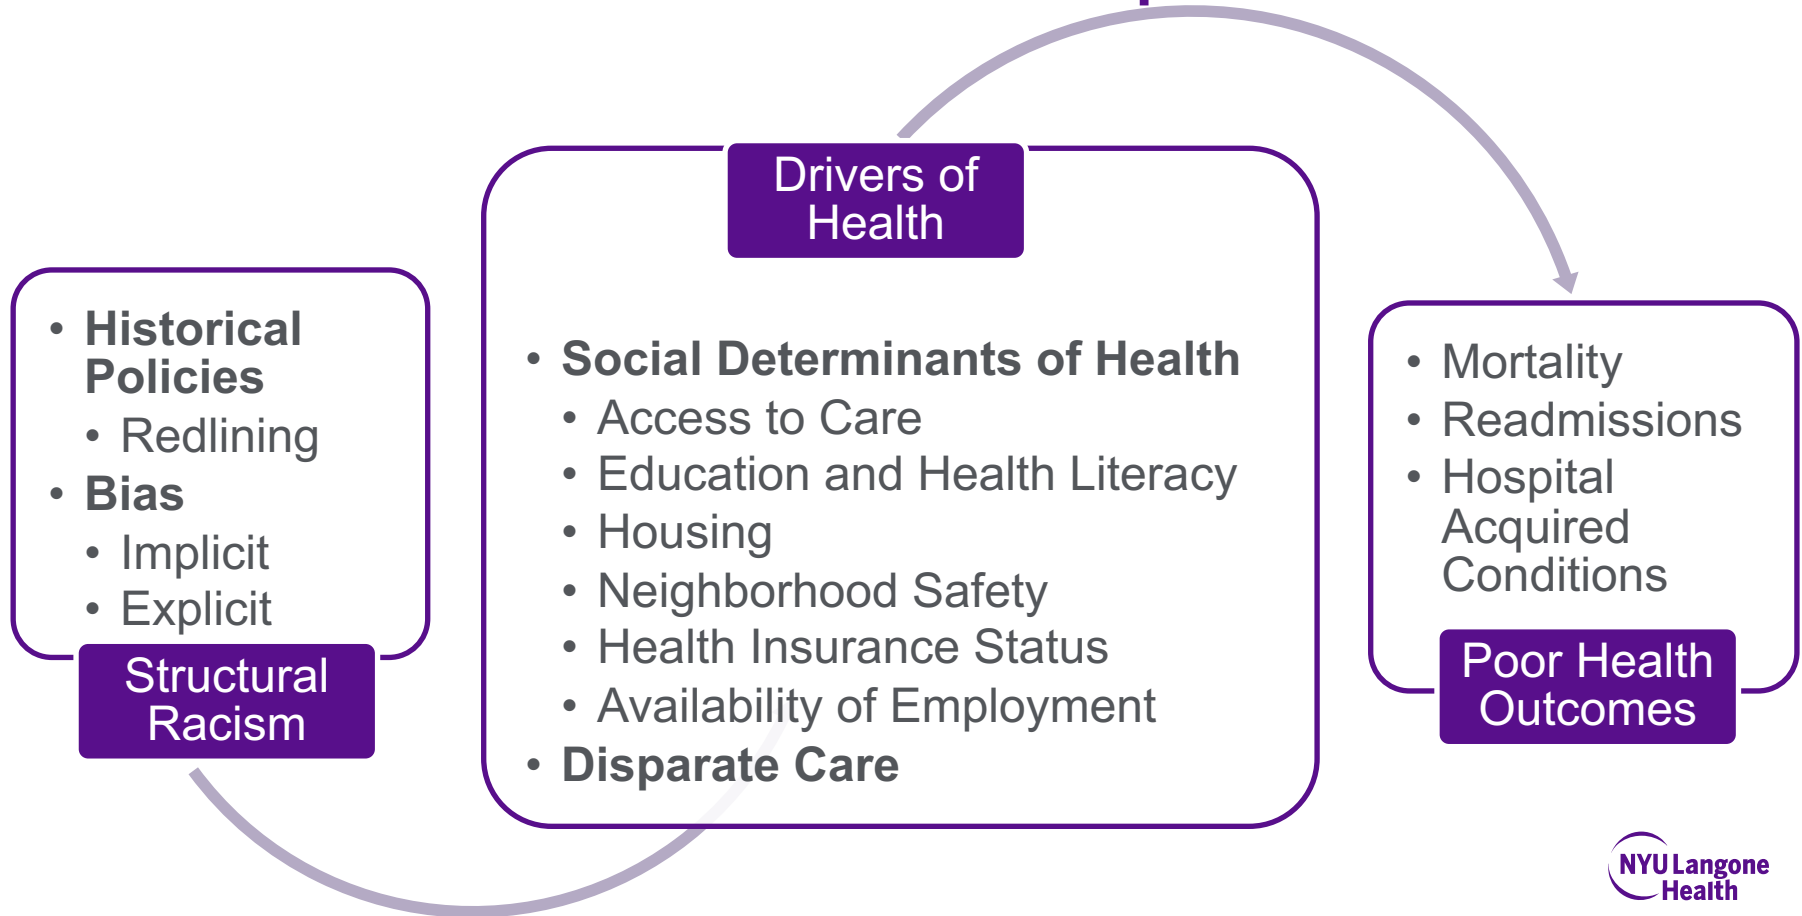 • Historical
Policies
• Redlining
• Bias
• Implicit
• Explicit
Structural
Racism
Drivers of
Health
• Social Determinants of Health
• Access to Care
• Education and Health Literacy
• Housing
• Neighborhood Safety
• Health Insurance Status
• Availability of Employment
• Disparate Care
• Mortality
• Readmissions
• Hospital
Acquired
Conditions
Poor Health
Outcomes
NYU Langone
Health